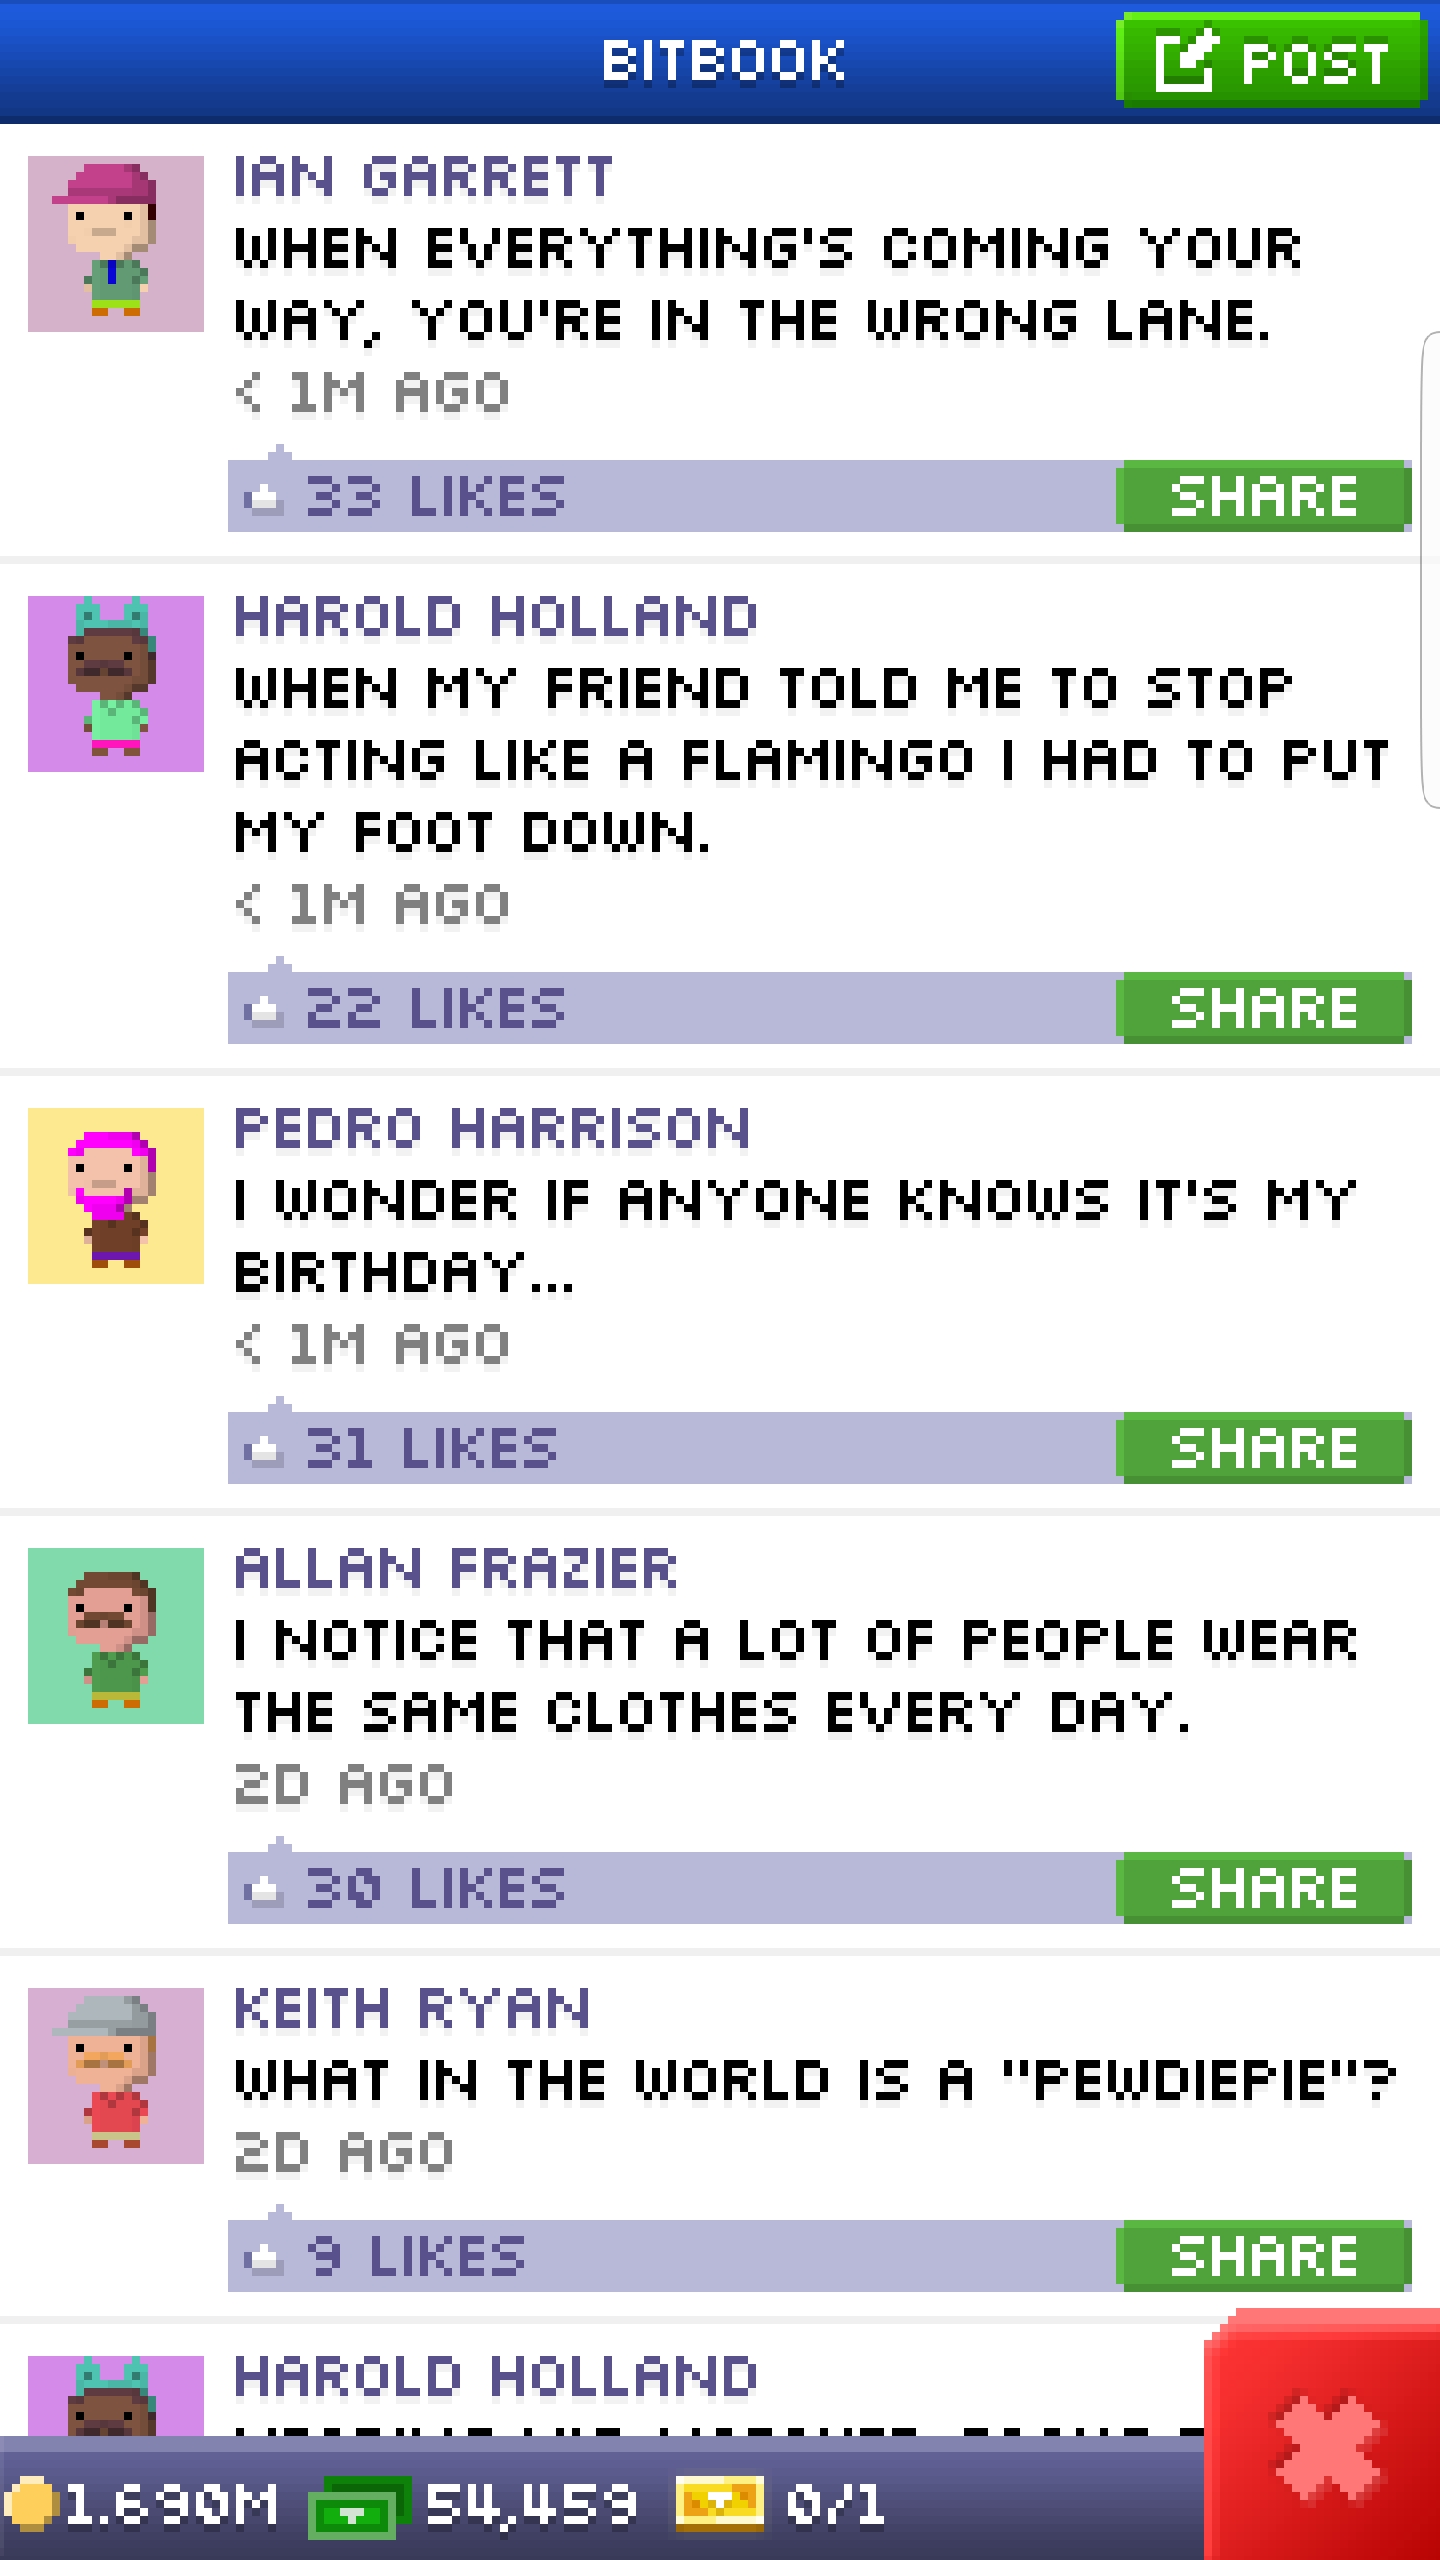 BITBOOK
POST
IAN GARRETT
WHEN EVERYTHING'S COMING YOUR
WAY, YOU'RE IN THE WRONG LANE.
< 1M AGO
33 LIKES
SHARE
HAROLD HOLLAND
WHEN MY FRIEND TOLD ME TO STOP
ACTING LIKE A FLAMINGO I HAD TO PUT
MY FOOT DOWN.
< 1M AGO
22 LIKES
SHARE
PEDRO HARRISON
I WONDER IF ANYONE KNOWS IT'S MY
BIRTHDAY...
< 1M AGO
31 LIKES
SHARE
ALLAN FRAZIER
I NOTICE THAT A LOT OF PEOPLE WEAR
THE SAME CLOTHES EVERY DAY.
2D AGO
30 LIKES
SHARE
KEITH RYAN
WHAT IN THE WORLD IS A "PEWDIEPIE"?
2D AGO
9 LIKES
SHARE
HAROLD HOLLAND
1.690M
54,459
0/1